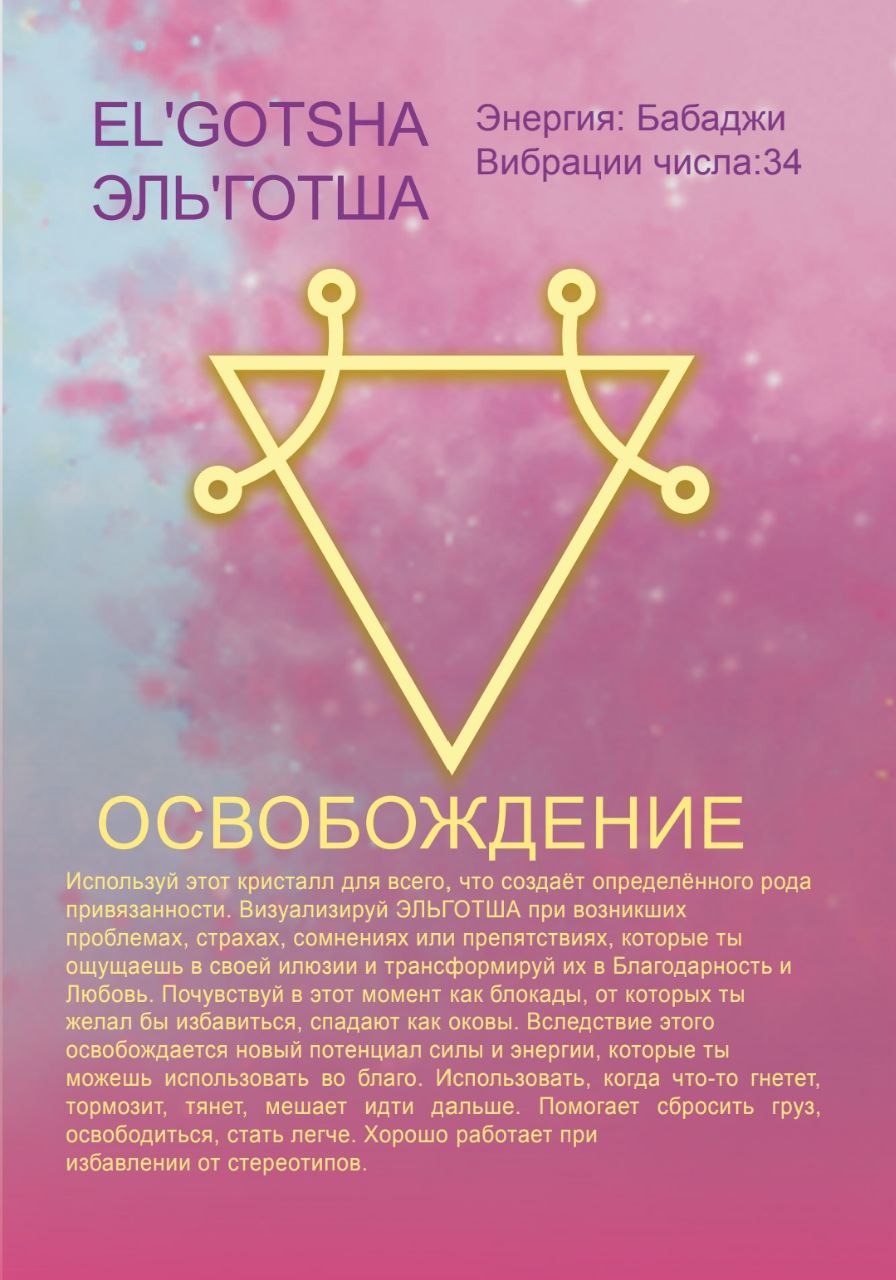 EL'GOTSHA
ЭЛЬ'ГОТША
Энергия: Бабаджи
Вибрации числа:34
ОСВОБОЖДЕНИЕ
Используй этот кристалл для всего, что создаёт определённого рода
привязанности. Визуализируй ЭЛЬГОТША при возникших
проблемах, страхах, сомнениях или препятствиях, которые ты
ощущаешь в своей илюзии и трансформируй их в Благодарность и
Любовь. Почувствуй в этот момент как блокады, от которых ты
желал бы избавиться, спадают как оковы. Вследствие этого
освобождается новый потенциал силы и энергии, которые ты
можешь использовать во благо. Использовать, когда что-то гнетет,
тормозит, тянет, мешает идти дальше. Помогает сбросить груз,
освободиться, стать легче. Хорошо работает при
избавлении от стереотипов.